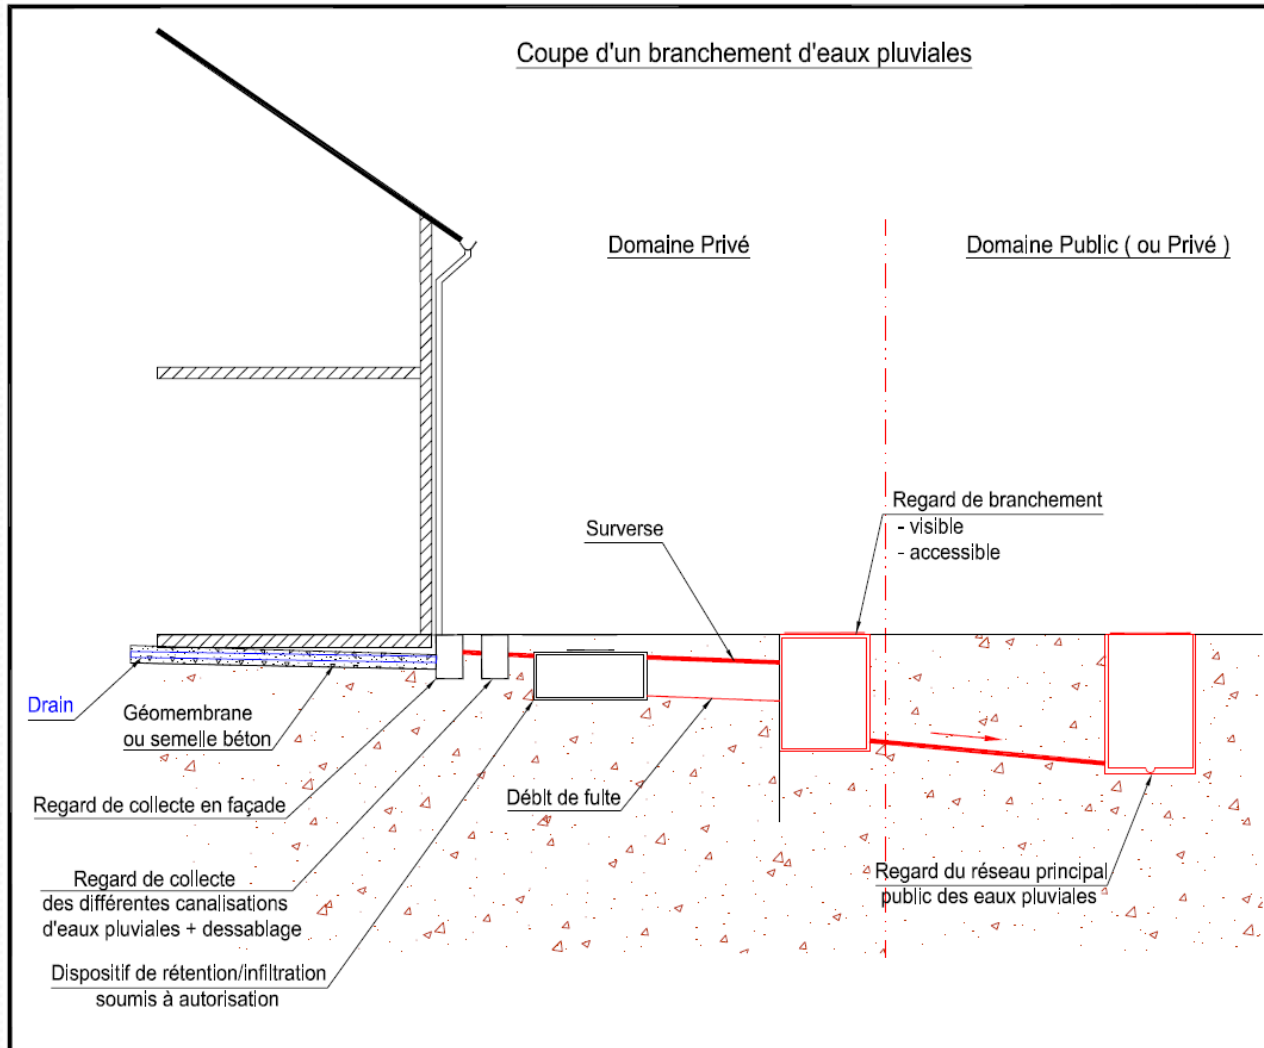 Coupe d'un branchement d'eaux pluviales
Domaine Privé
Domaine Public ( ou Privé )
Regard de branchement
- visible
- accessible
Surverse
Drain
Géomembrane
ou semelle béton
Regard de collecte en façade
Débit de fuite
Regard de collecte
des différentes canalisations
d'eaux pluviales + dessablage
Regard du réseau principal
public des eaux pluviales
Dispositif de rétention/infiltration
soumis à autorisation